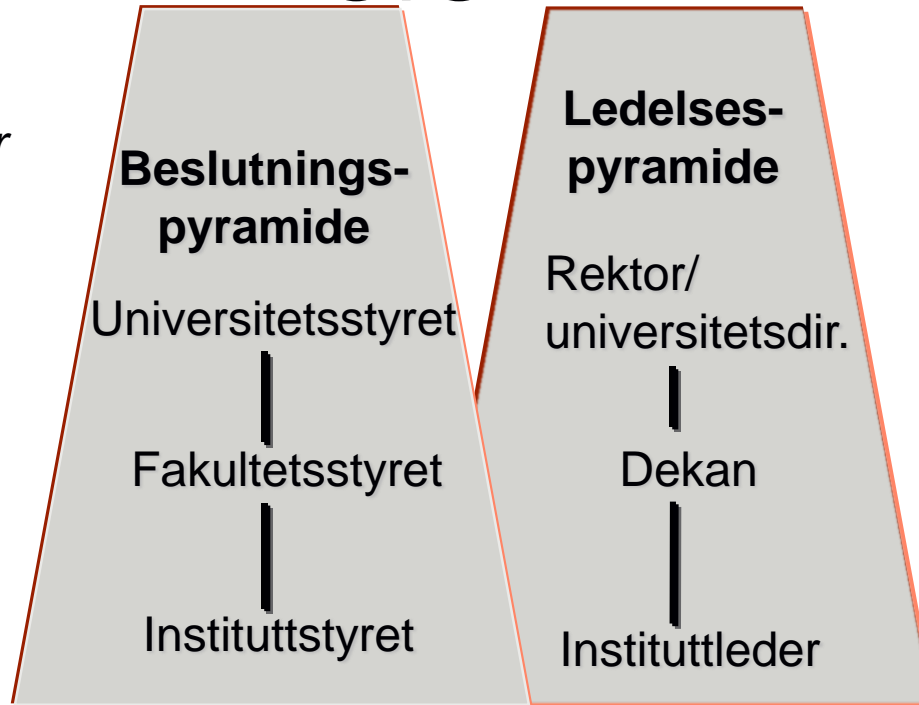 r
Beslutnings-
pyramide
Universitetsstyret
Fakultetsstyret
Instituttstyret
Ledelses-
pyramide
Rektor/
universitetsdir.
Dekan
Instituttleder